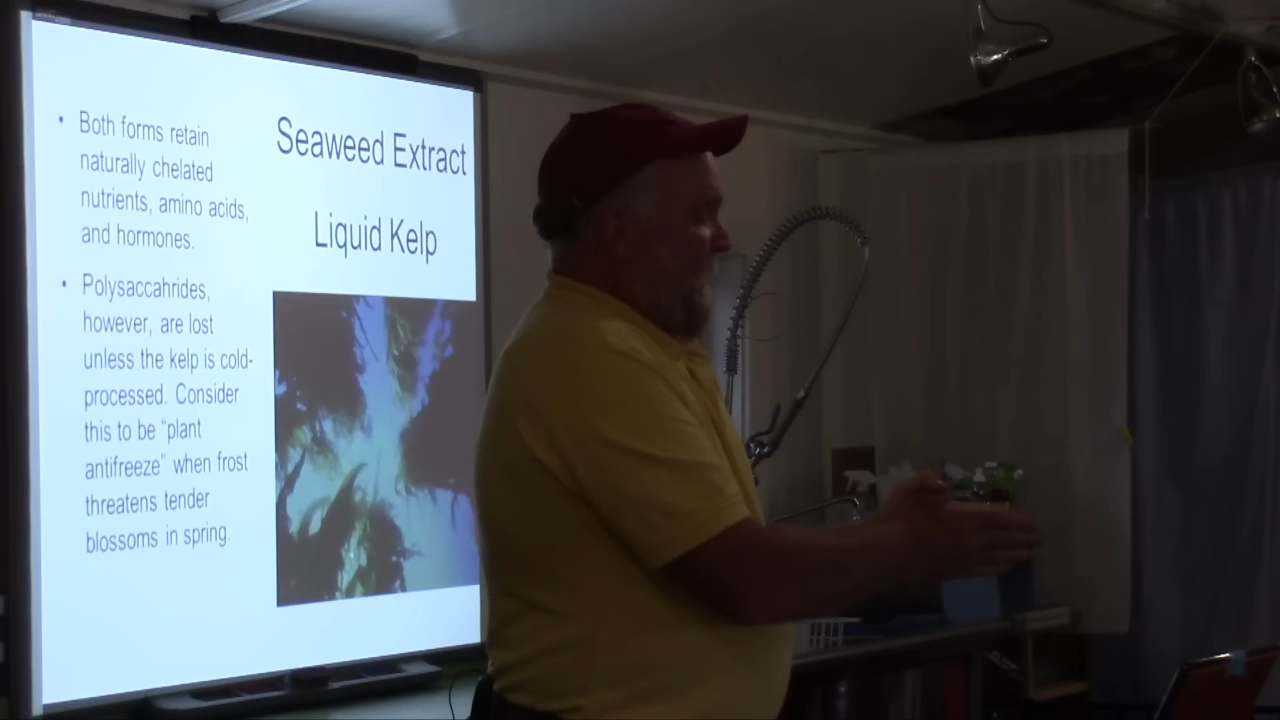 Seaweed Extract
Liquid Kelp
• Both forms retain
naturally chelated
nutrients, amino acids,
and hormones.
• Polysaccahrides,
however, are lost
unless the kelp is cold-
processed. Consider
this to be “plant
antifreeze” when frost
threatens tender
blossoms in spring.